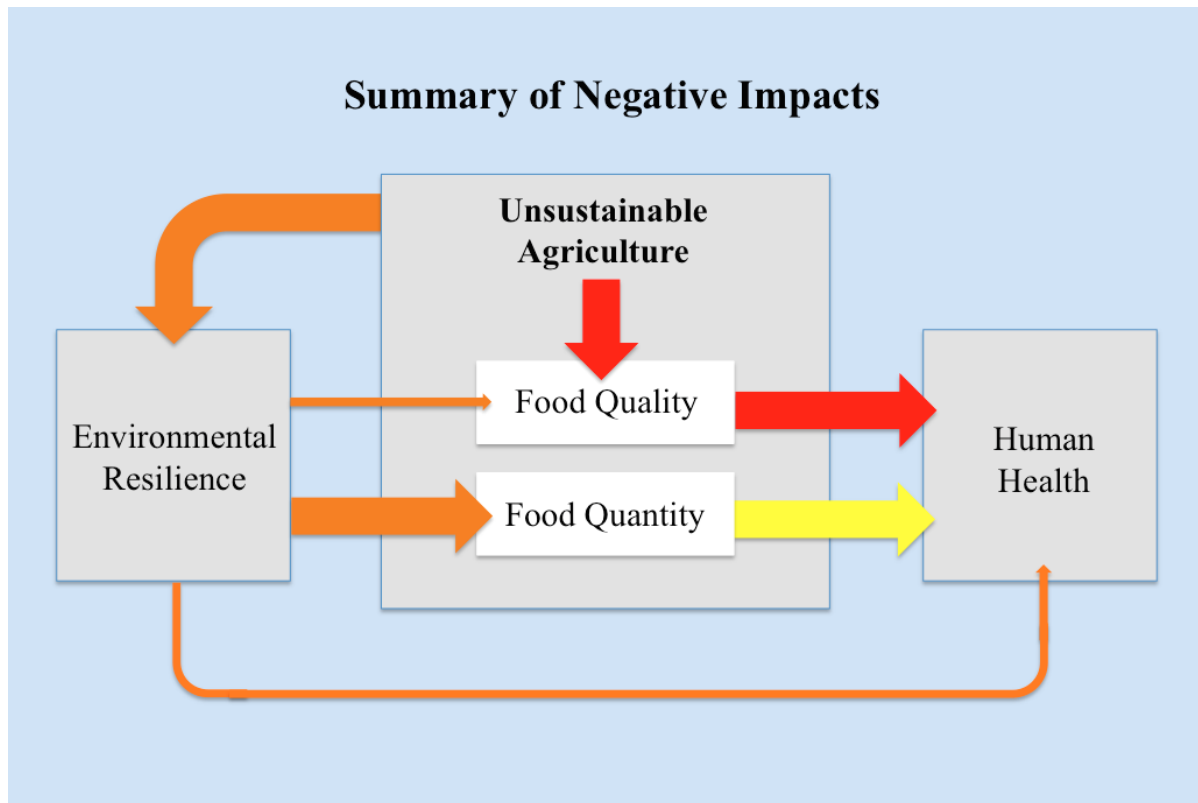 Summary of Negative Impacts
Unsustainable
Agriculture
Food Quality
Environmental
Resilience
Food Quantity
Human
Health